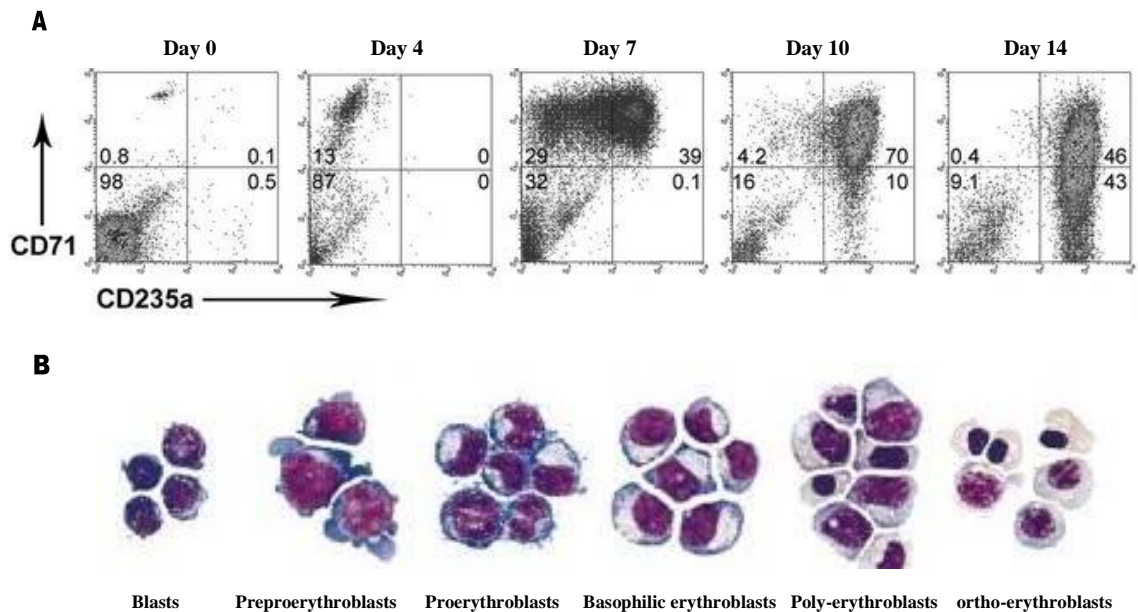 A
Day 0 Day 4 Day 7 Day 10 Day 14
0.8 0.1 13 0 29 39 4.2 70 0.4 46
98 0.5 87 0 32 0.1 16 10 9.1 43
CD71
CD235a
B
Blasts Preproerythroblasts Proerythroblasts Basophilic erythroblasts Poly-erythroblasts ortho-erythroblasts